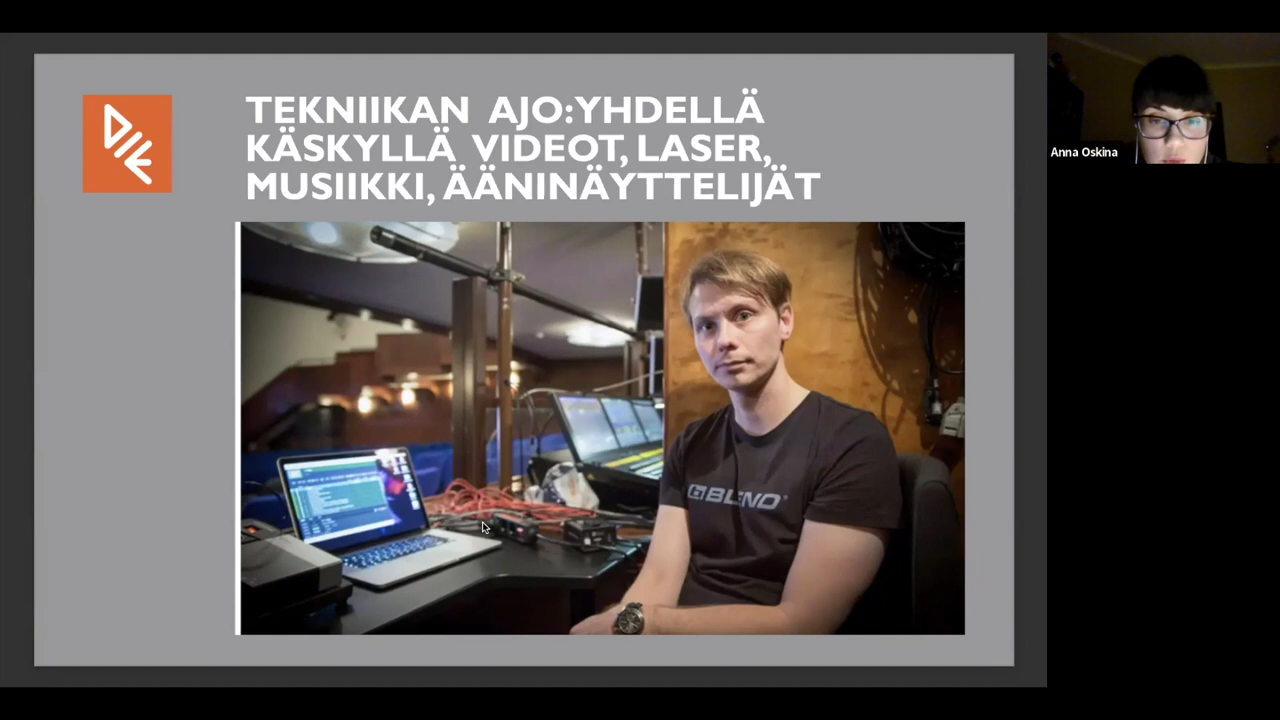 TEKNIIKAN AJO:YHDELLÄ
KÄSKYLLÄ VIDEOT, LASER,
MUSIIKKI, ÄÄNINÄYTTELIJÄT
BLEND
Anna Oskina